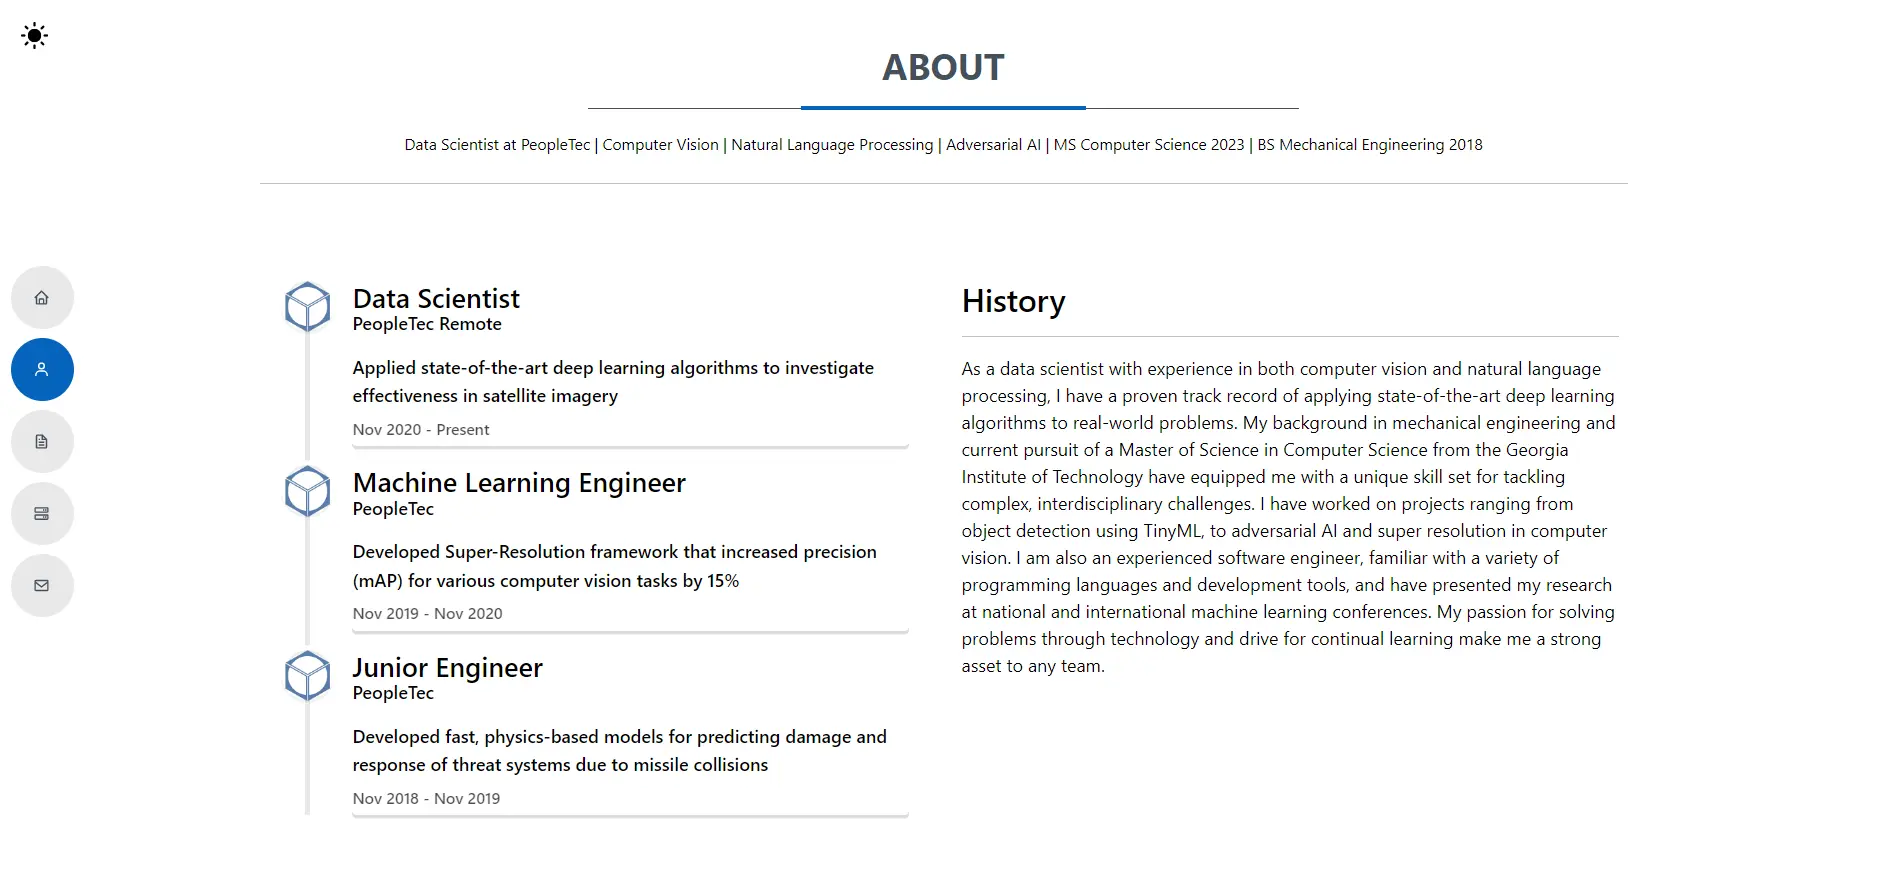 ABOUT
Data Scientist at PeopleTec | Computer Vision | Natural Language Processing | Adversarial AI | MS Computer Science 2023 | BS Mechanical Engineering 2018
Data Scientist
PeopleTec Remote
Applied state-of-the-art deep learning algorithms to investigate
effectiveness in satellite imagery
Nov 2020 - Present
Machine Learning Engineer
PeopleTec
Developed Super-Resolution framework that increased precision
(mAP) for various computer vision tasks by 15%
Nov 2019 - Nov 2020
Junior Engineer
PeopleTec
Developed fast, physics-based models for predicting damage and
response of threat systems due to missile collisions
Nov 2018 - Nov 2019
History
As a data scientist with experience in both computer vision and natural language
processing, I have a proven track record of applying state-of-the-art deep learning
algorithms to real-world problems. My background in mechanical engineering and
current pursuit of a Master of Science in Computer Science from the Georgia
Institute of Technology have equipped me with a unique skill set for tackling
complex, interdisciplinary challenges. I have worked on projects ranging from
object detection using TinyML, to adversarial AI and super resolution in computer
vision. I am also an experienced software engineer, familiar with a variety of
programming languages and development tools, and have presented my research
at national and international machine learning conferences. My passion for solving
problems through technology and drive for continual learning make me a strong
asset to any team.